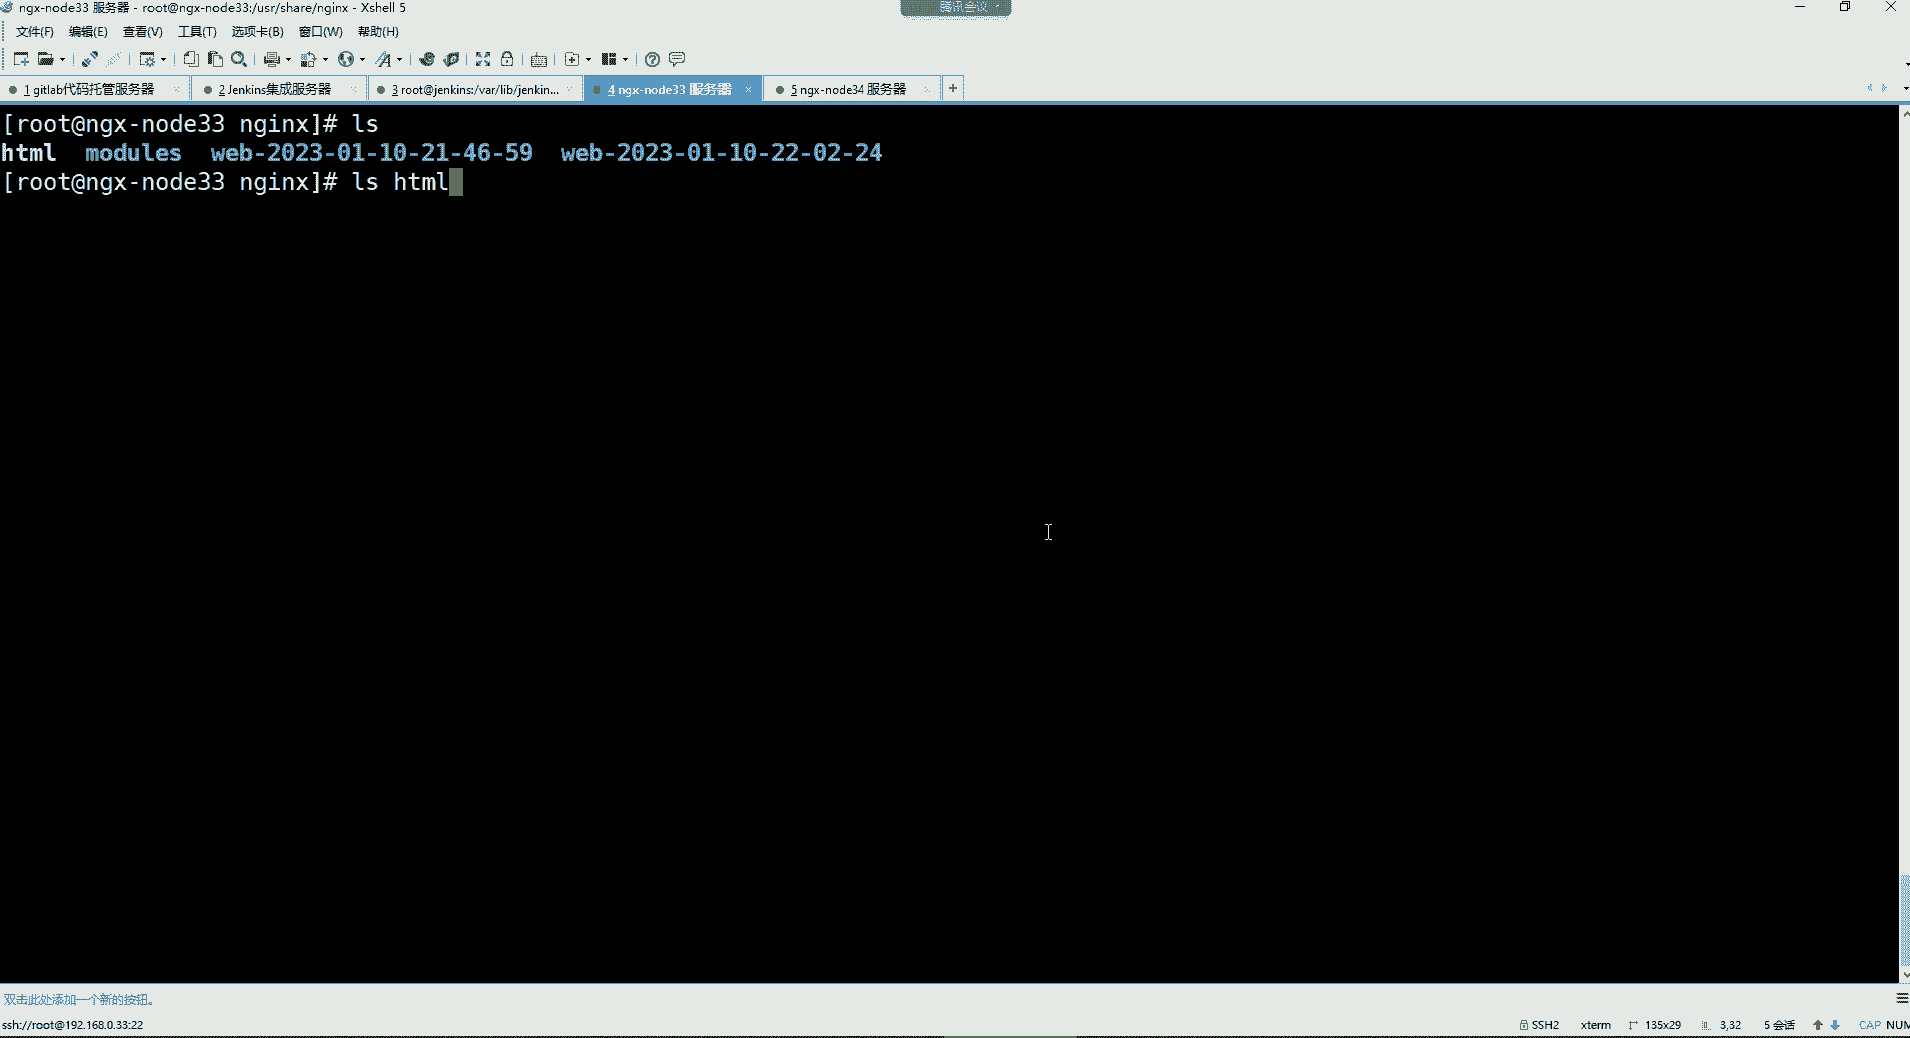 ngx-node33 服务器 - root@ngx-node33:/usr/share/nginx - Xshell 5
腾讯会议
文件(F) 编辑(E) 查看(V) 工具(T) 选项卡(B) 窗口(W) 帮助(H)
1 gitlab代码托管服务器 2 Jenkins集成服务器 3 root@jenkins:/var/lib/jenkin... 4 ngx-node33 服务器 5 ngx-node34 服务器
[root@ngx-node33 nginx]# ls
html modules web-2023-01-10-21-46-59 web-2023-01-10-22-02-24
[root@ngx-node33 nginx]# ls html
双击此处添加一个新的按钮。
ssh://root@192.168.0.33:22 SSH2 xterm 135x29 3,32 5 会话 CAP NUM